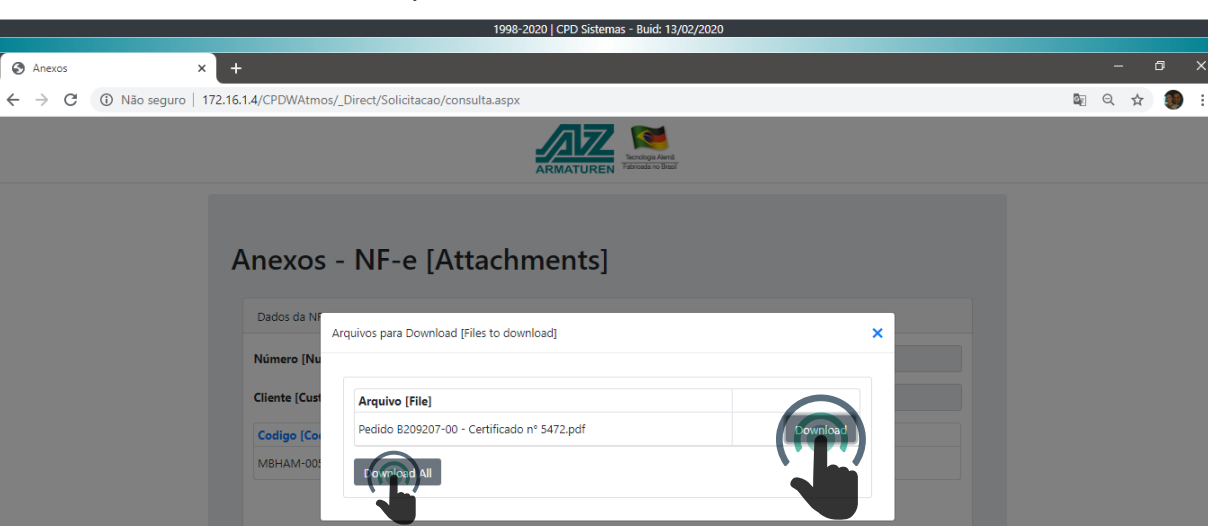 1998-2020 | CPD Sistemas - Buid: 13/02/2020
Anexos
Não seguro | 172.16.1.4/CPDWAtmos/_Direct/Solicitacao/consulta.aspx
AZ
ARMATUREN
Tecnologia Alemã
Fabricada no Brasil
Anexos - NF-e [Attachments]
Dados da NF
Arquivos para Download [Files to download]
Número [Nu
Cliente [Cust
Arquivo [File]
Codigo [Co
Pedido B209207-00 - Certificado nº 5472.pdf
Download
MBHAM-005
Download All